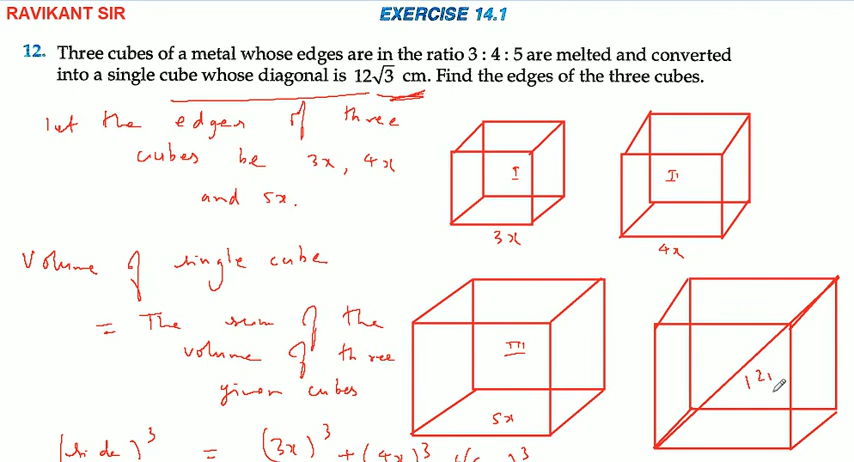 RAVIKANT SIR
EXERCISE 14.1
12. Three cubes of a metal whose edges are in the ratio 3 : 4 : 5 are melted and converted
into a single cube whose diagonal is 12√3 cm. Find the edges of the three cubes.
let the edges of three
cubes be 3x, 4x
and 5x.
Volume of single cube
= The sum of the
volume of three
given cubes
(side)³ = (3x)³ + (4x)³
I
3x
II
4x
III
5x
12